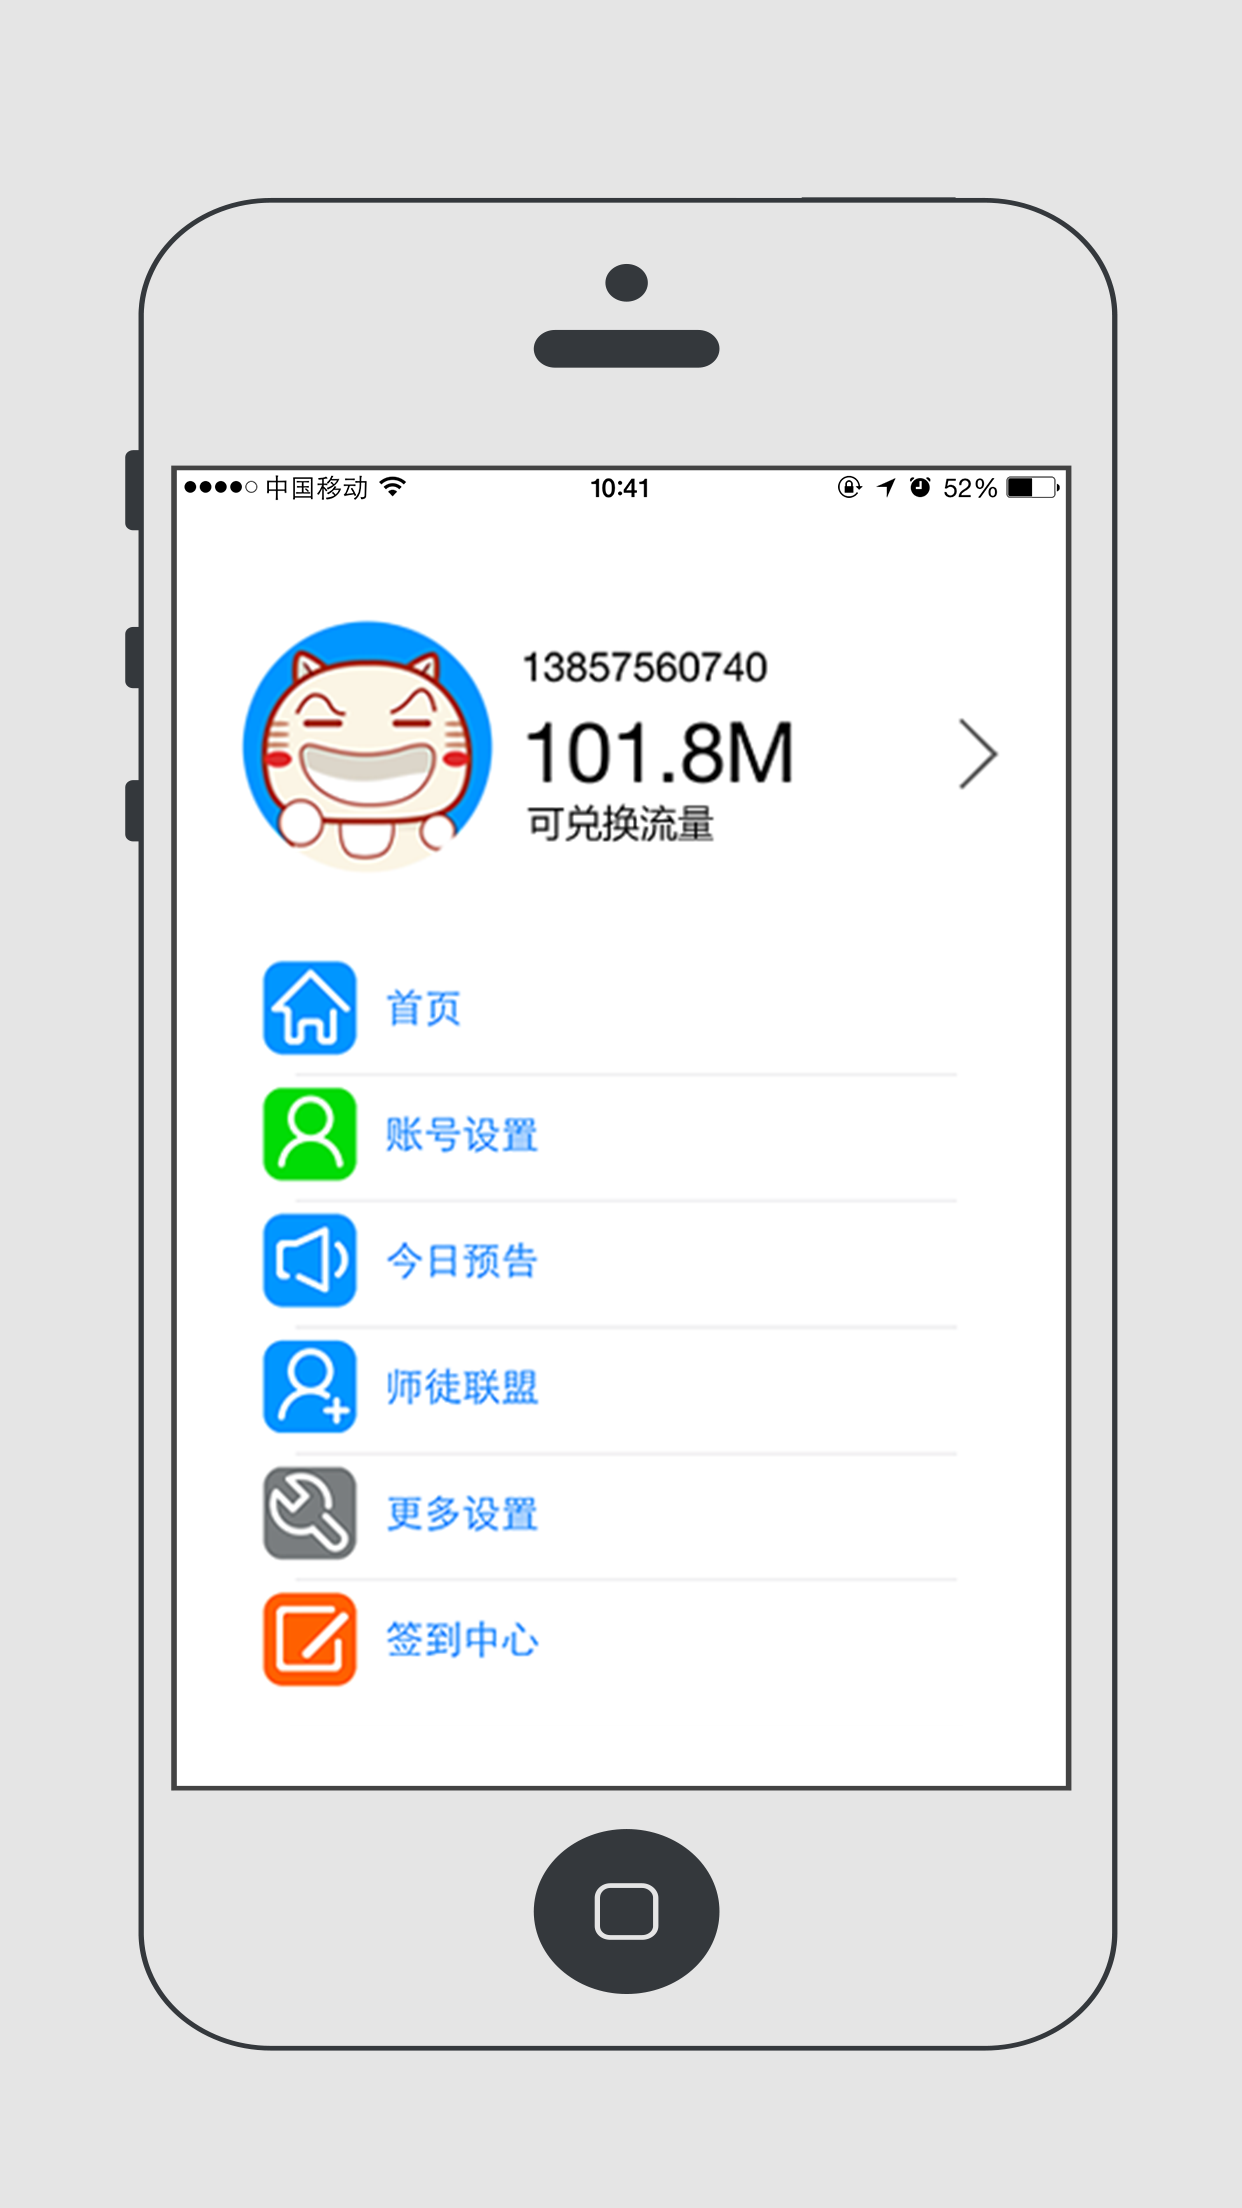 中国移动 10:41 52%
13857560740
101.8M
可兑换流量
首页
账号设置
今日预告
师徒联盟
更多设置
签到中心